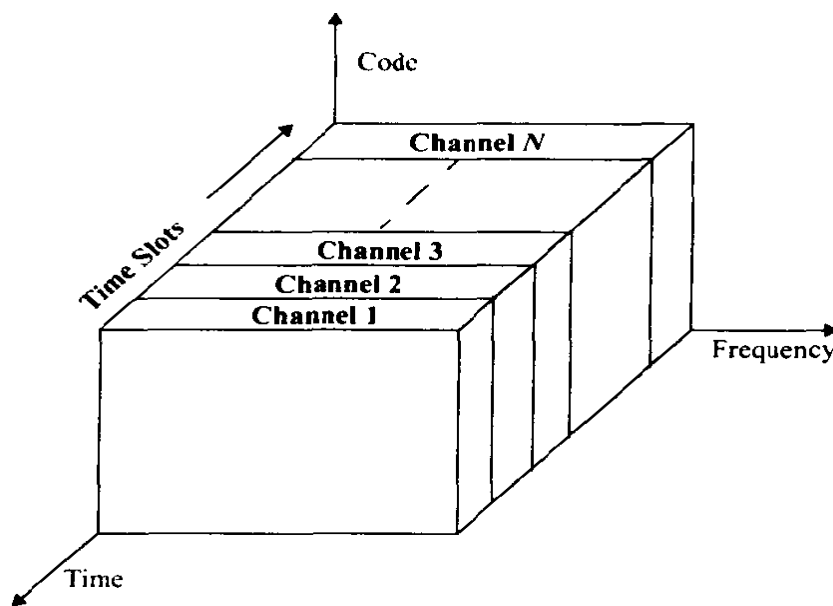 Code
Channel N
Time Slots
Channel 3
Channel 2
Channel 1
Frequency
Time